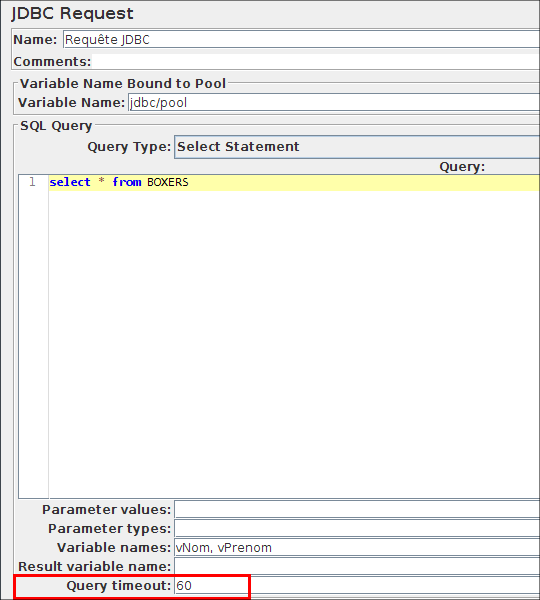 JDBC Request
Name: Requête JDBC
Comments:
Variable Name Bound to Pool
Variable Name: jdbc/pool
SQL Query
Query Type: Select Statement
Query:
1 select * from BOXERS
Parameter values:
Parameter types:
Variable names: vNom, vPrenom
Result variable name:
Query timeout: 60